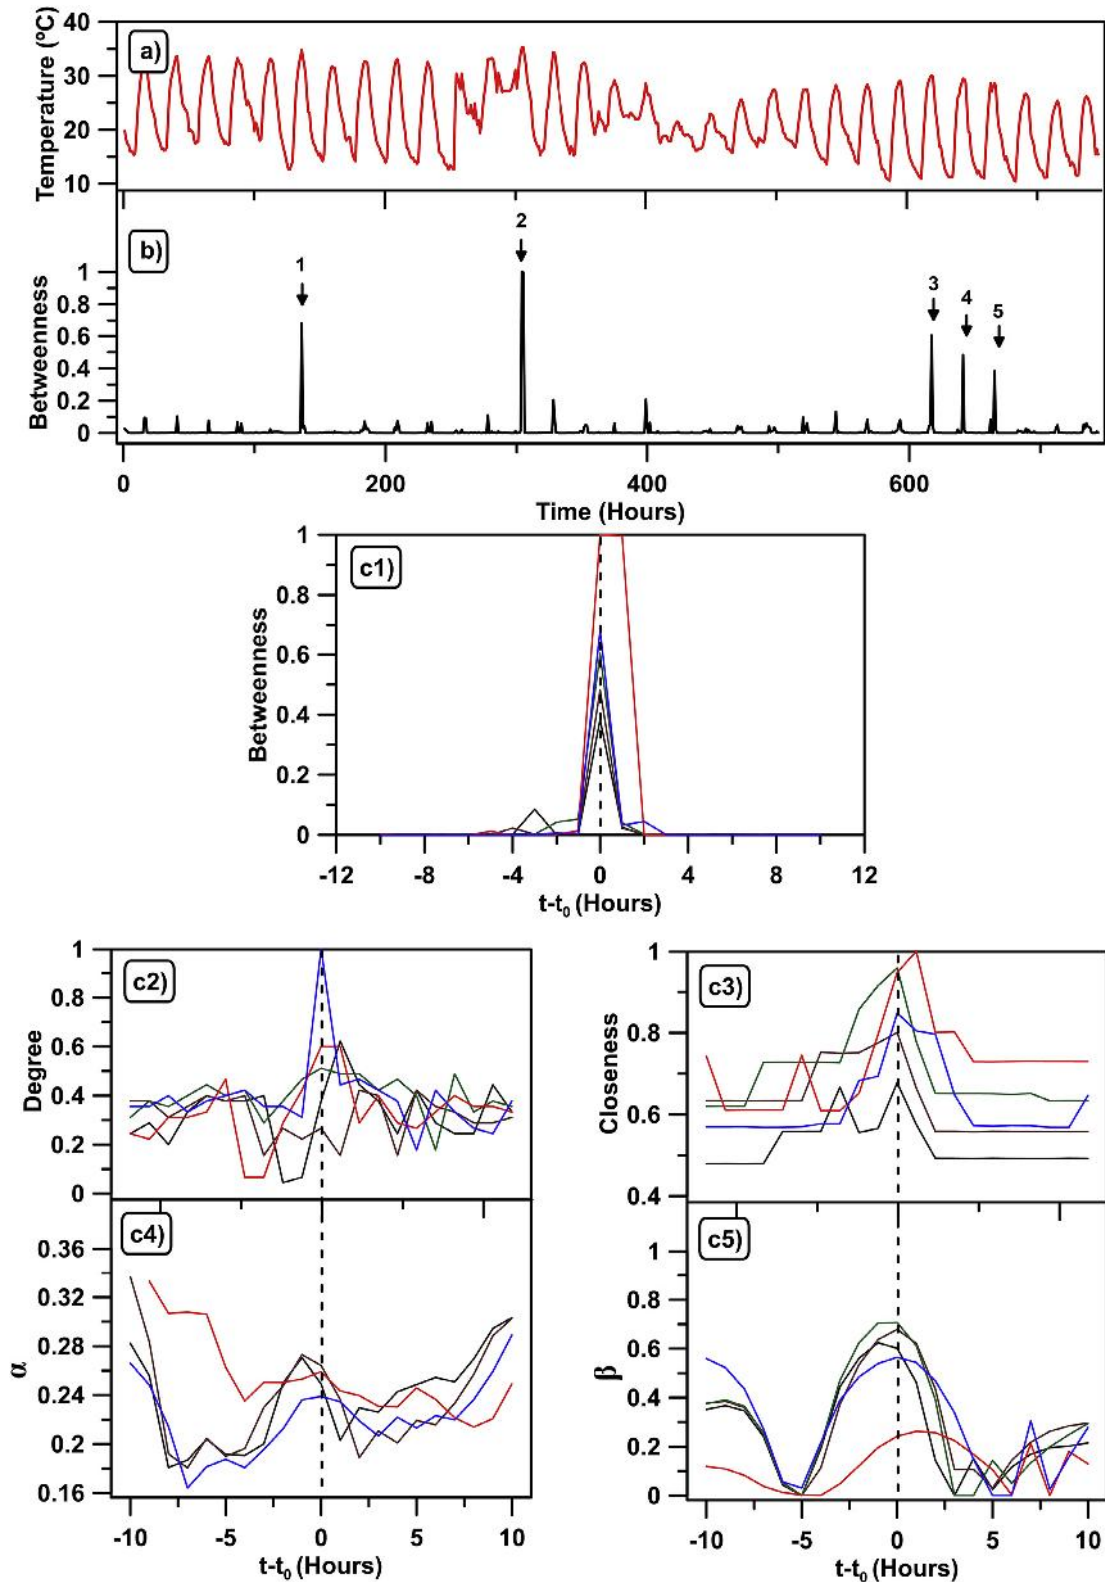 a)
Temperature (ºC)
40
30
20
10
b)
Betweenness
1
0.8
0.6
0.4
0.2
0
1
2
3
4
5
0 200 400 600
Time (Hours)
c1)
Betweenness
1
0.8
0.6
0.4
0.2
0
-12 -8 -4 0 4 8 12
t-t0 (Hours)
c2)
Degree
1
0.8
0.6
0.4
0.2
0
c3)
Closeness
1
0.8
0.6
0.4
c4)
α
0.36
0.32
0.28
0.24
0.2
0.16
-10 -5 0 5 10
t-t0 (Hours)
c5)
β
1
0.8
0.6
0.4
0.2
0
-10 -5 0 5 10
t-t0 (Hours)